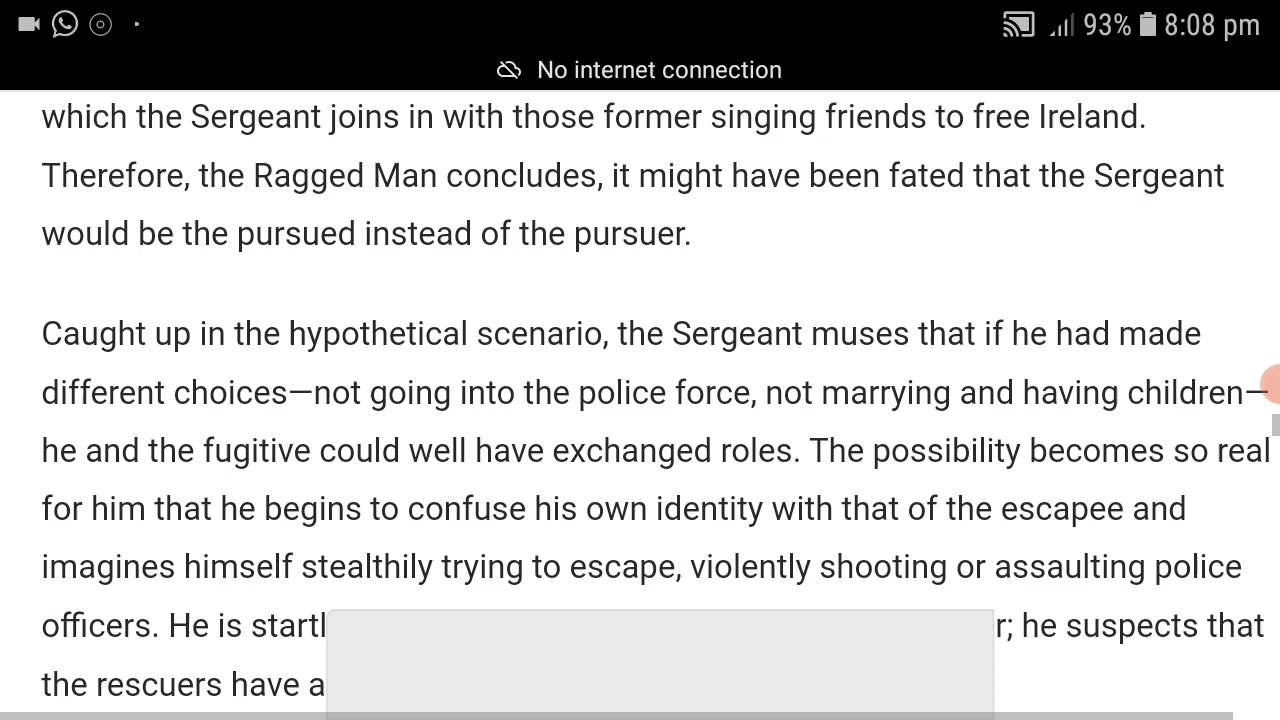 93% 8:08 pm
No internet connection
which the Sergeant joins in with those former singing friends to free Ireland.
Therefore, the Ragged Man concludes, it might have been fated that the Sergeant
would be the pursued instead of the pursuer.
Caught up in the hypothetical scenario, the Sergeant muses that if he had made
different choices—not going into the police force, not marrying and having children—
he and the fugitive could well have exchanged roles. The possibility becomes so real
for him that he begins to confuse his own identity with that of the escapee and
imagines himself stealthily trying to escape, violently shooting or assaulting police
officers. He is he suspects that
the rescuers have